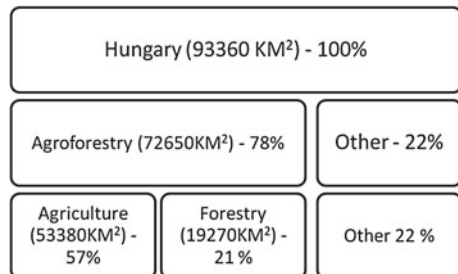 Hungary (93360 KM²) - 100%
Agroforestry (72650KM²) - 78%
Other - 22%
Agriculture
(53380KM²) -
57%
Forestry
(19270KM²) -
21 %
Other 22 %